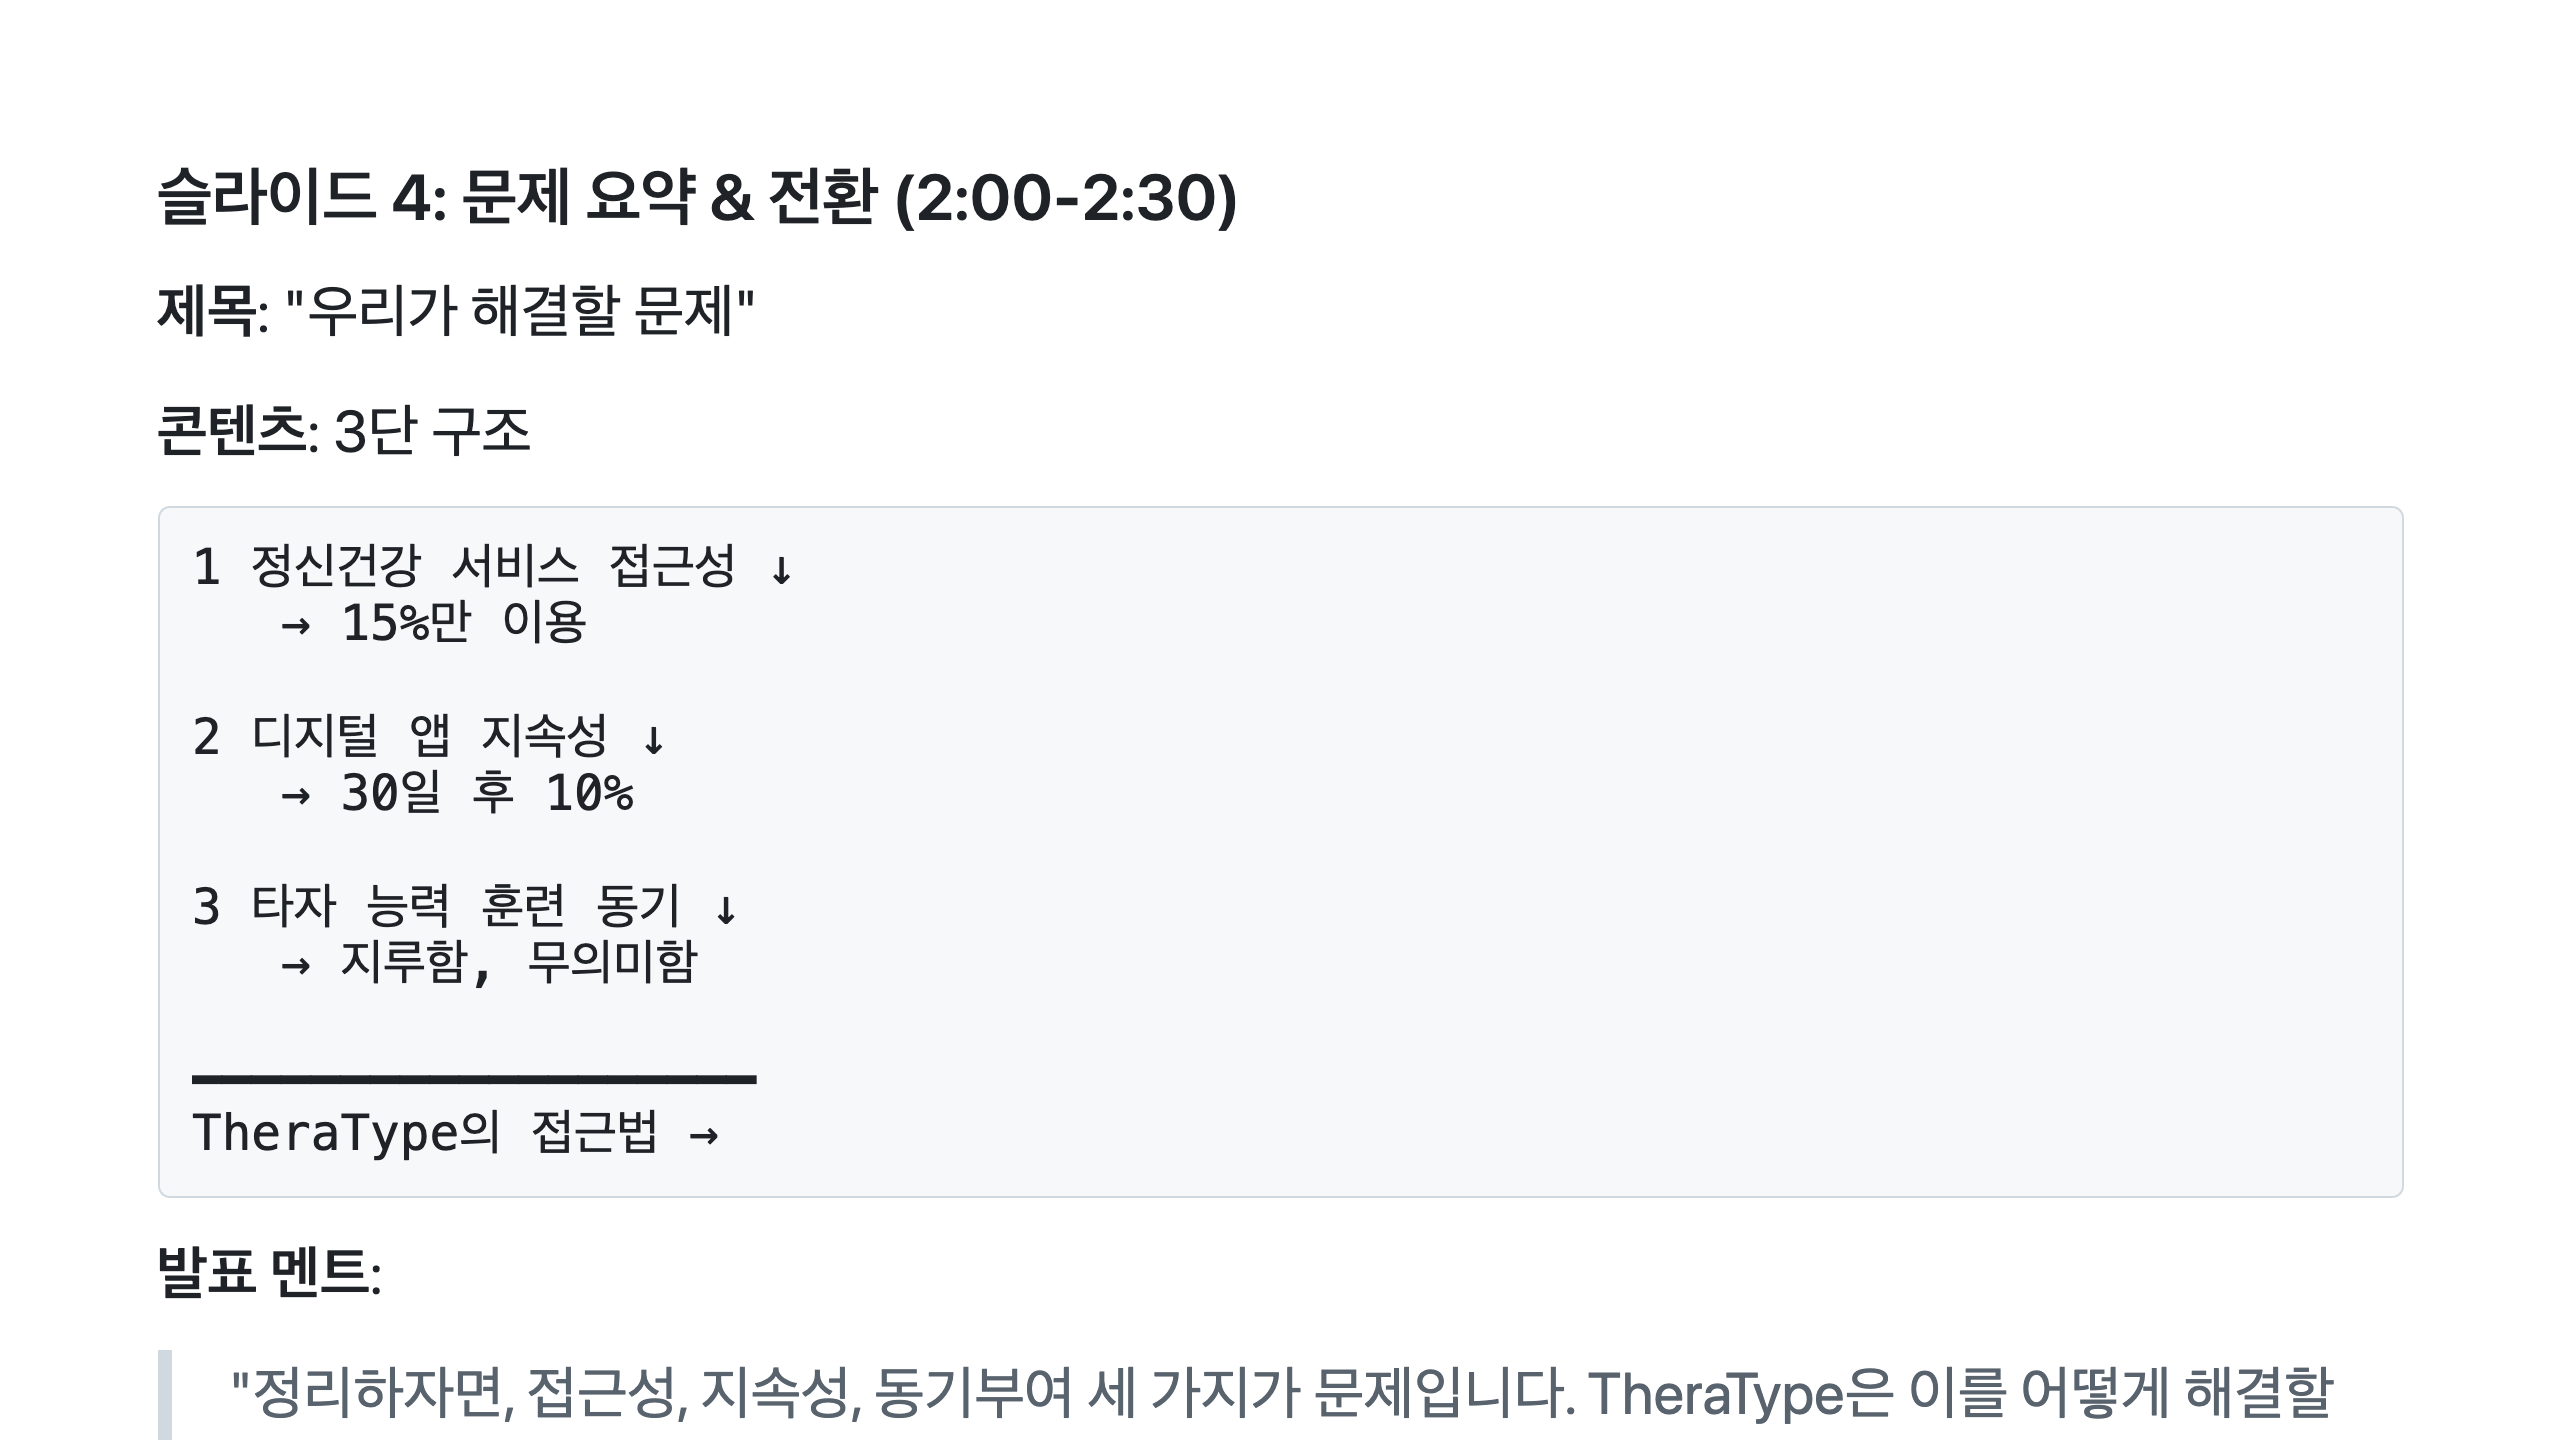 슬라이드 4: 문제 요약 & 전환 (2:00-2:30)
제목: "우리가 해결할 문제"
콘텐츠: 3단 구조
1 정신건강 서비스 접근성 ↓
→ 15%만 이용
2 디지털 앱 지속성 ↓
→ 30일 후 10%
3 타자 능력 훈련 동기 ↓
→ 지루함, 무의미함
TheraType의 접근법 →
발표 멘트:
"정리하자면, 접근성, 지속성, 동기부여 세 가지가 문제입니다. TheraType은 이를 어떻게 해결할